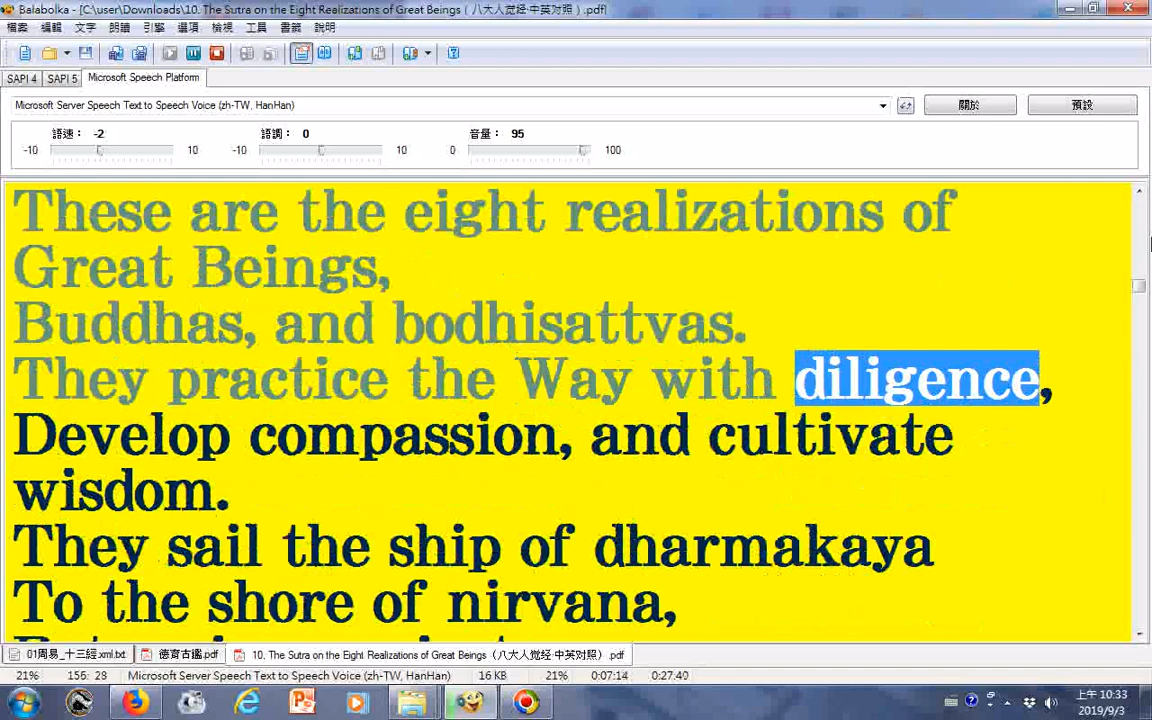 Balabolka - [C:\user\Downloads\10. The Sutra on the Eight Realizations of Great Beings（八大人觉经·中英对照）.pdf]
檔案 編輯 文字 朗讀 引擎 選項 檢視 工具 書籤 說明
SAPI 4 SAPI 5 Microsoft Speech Platform
Microsoft Server Speech Text to Speech Voice (zh-TW, HanHan) 關於 預設
語速： -2 語調： 0 音量： 95
-10 10 -10 10 0 100
These are the eight realizations of
Great Beings,
Buddhas, and bodhisattvas.
They practice the Way with diligence,
Develop compassion, and cultivate
wisdom.
They sail the ship of dharmakaya
To the shore of nirvana,
01周易_十三經.xml.txt 德育古鑑.pdf 10. The Sutra on the Eight Realizations of Great Beings（八大人觉经·中英对照）.pdf
21% 155: 28 Microsoft Server Speech Text to Speech Voice (zh-TW, HanHan) 16 KB 21% 0:07:14 0:27:40
上午 10:33
2019/9/3